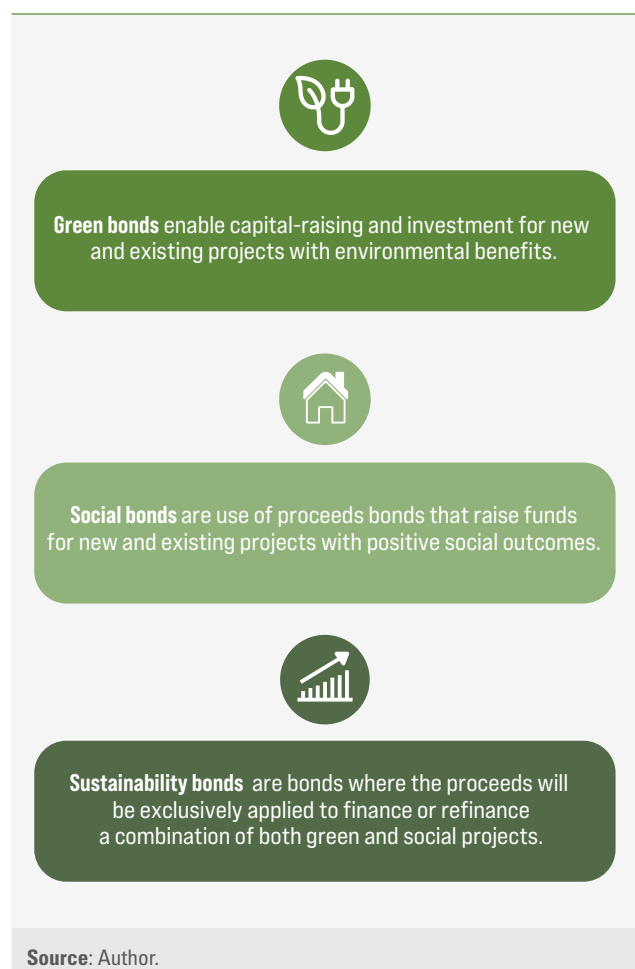 Green bonds enable capital-raising and investment for new
and existing projects with environmental benefits.
Social bonds are use of proceeds bonds that raise funds
for new and existing projects with positive social outcomes.
Sustainability bonds are bonds where the proceeds will
be exclusively applied to finance or refinance
a combination of both green and social projects.
Source: Author.